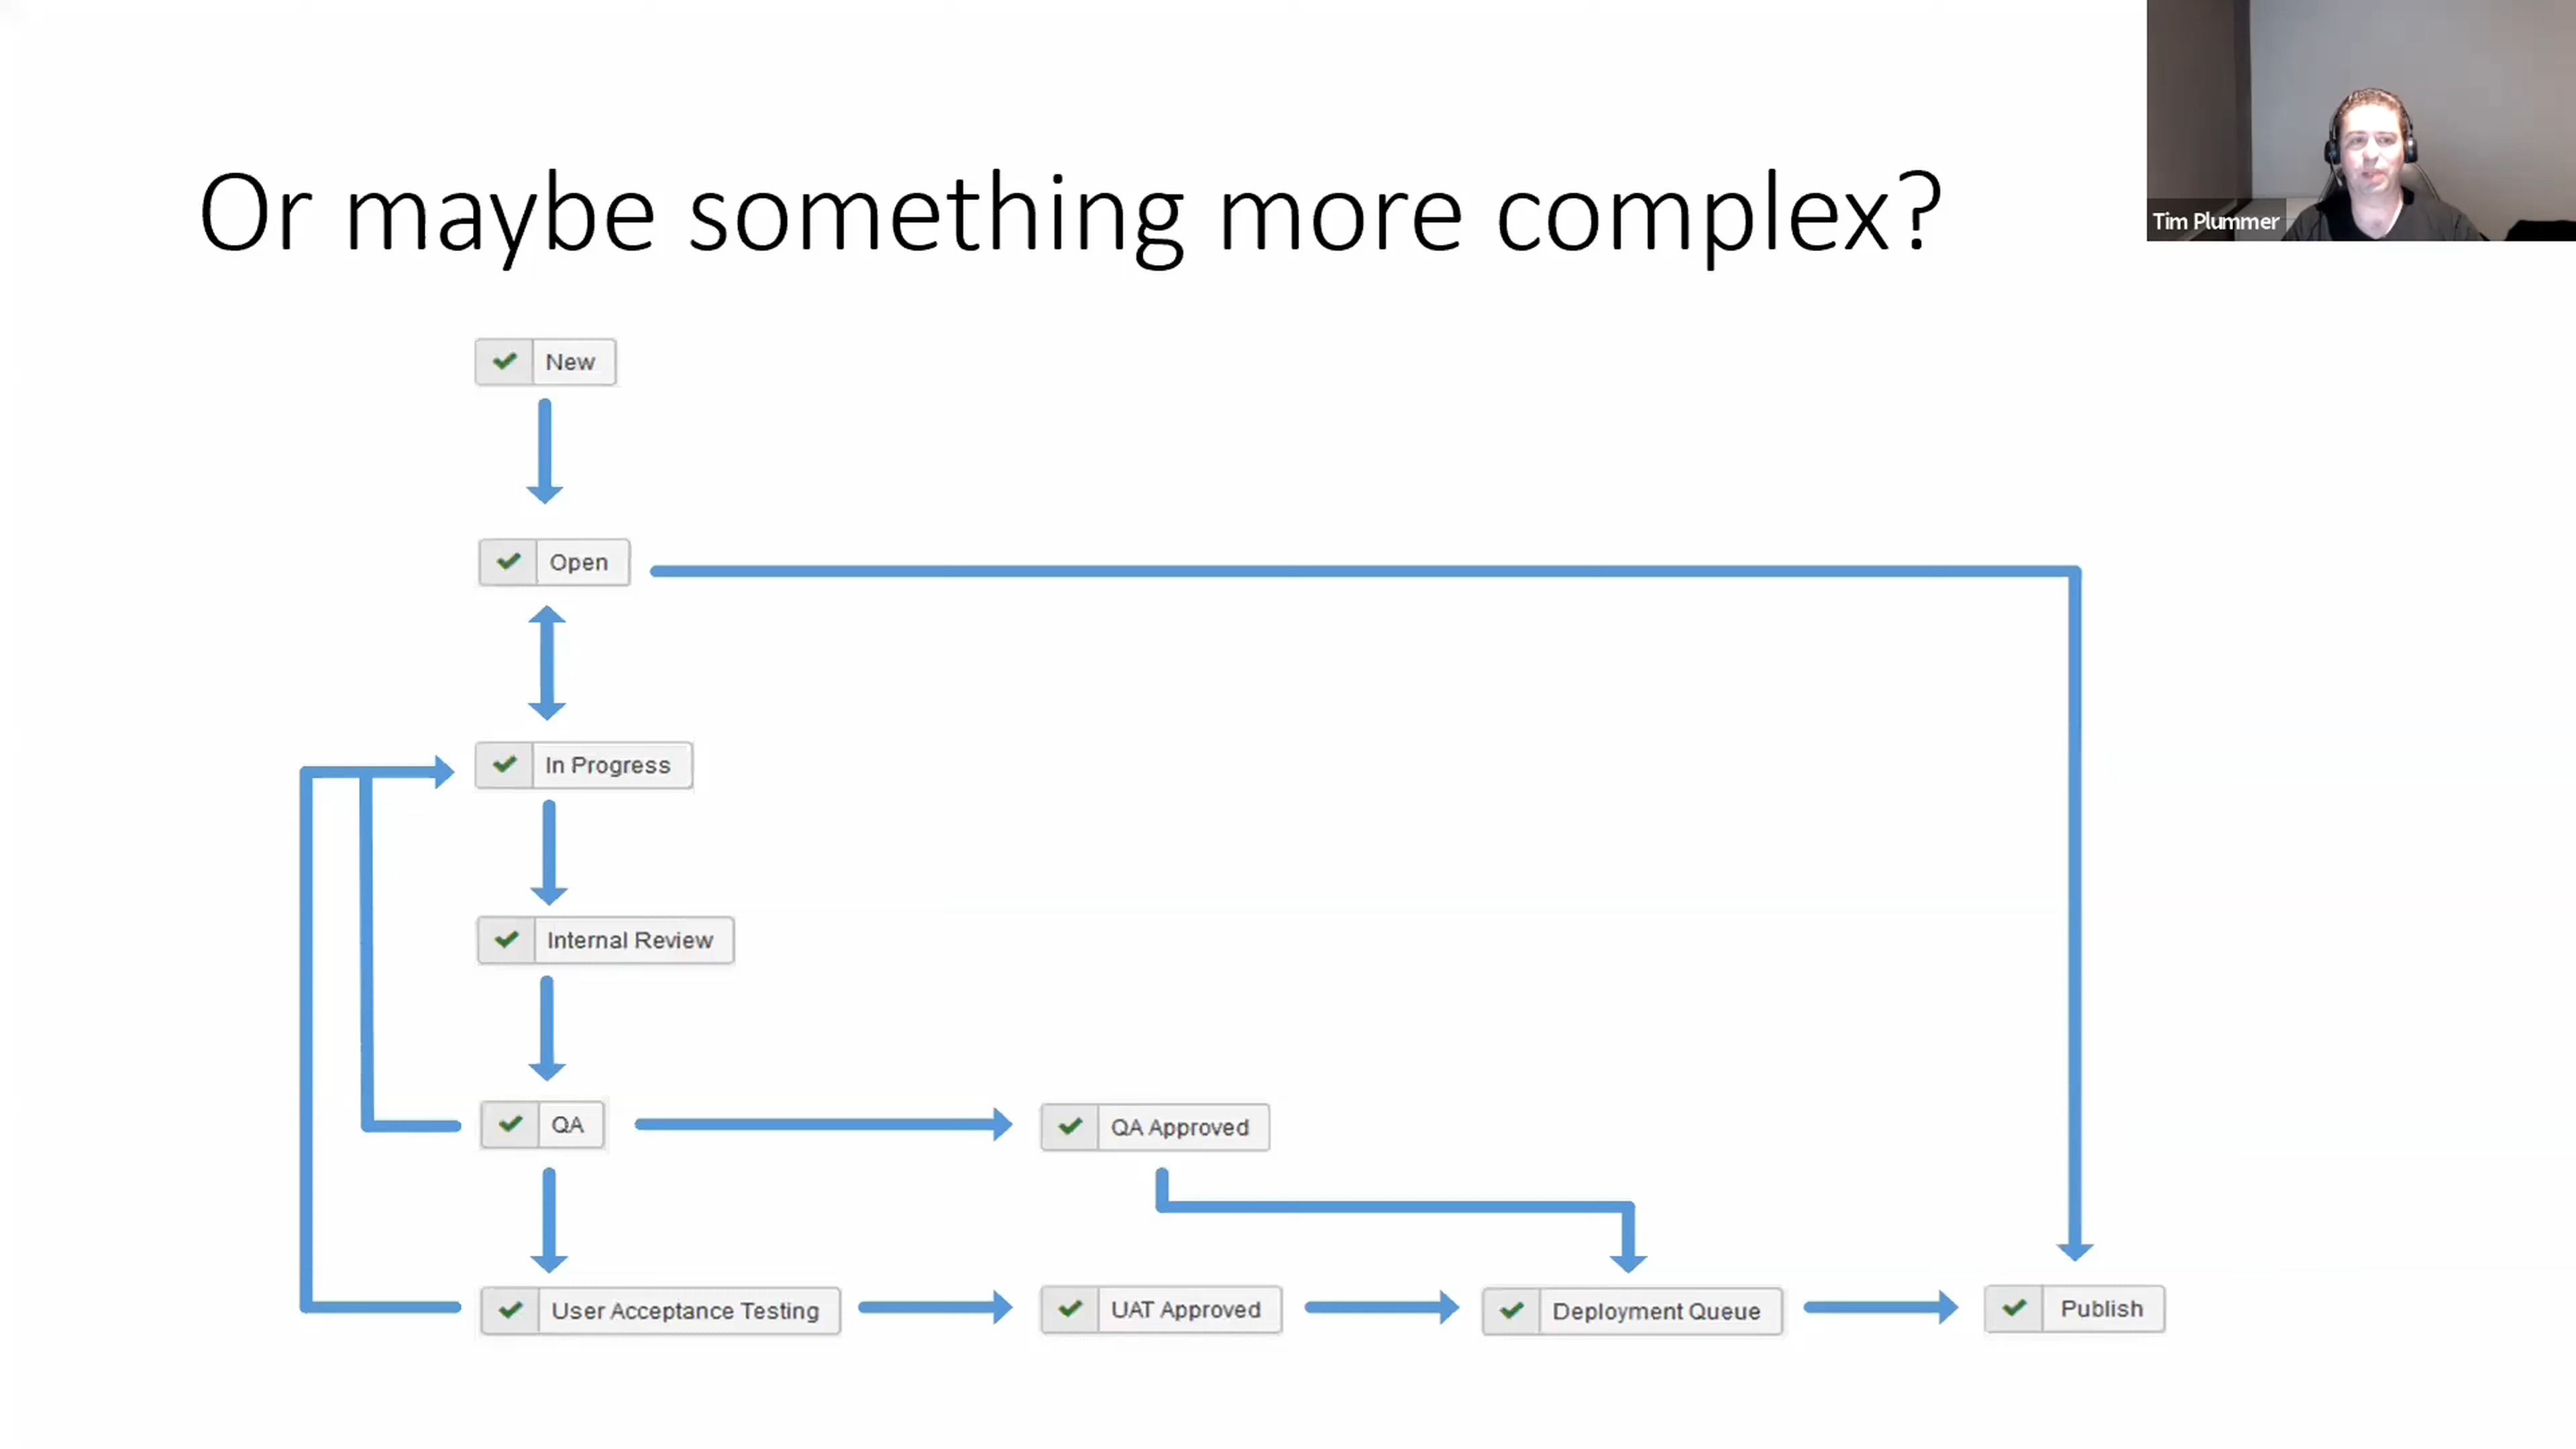 Or maybe something more complex?
Tim Plummer
New
Open
In Progress
Internal Review
QA
QA Approved
User Acceptance Testing
UAT Approved
Deployment Queue
Publish